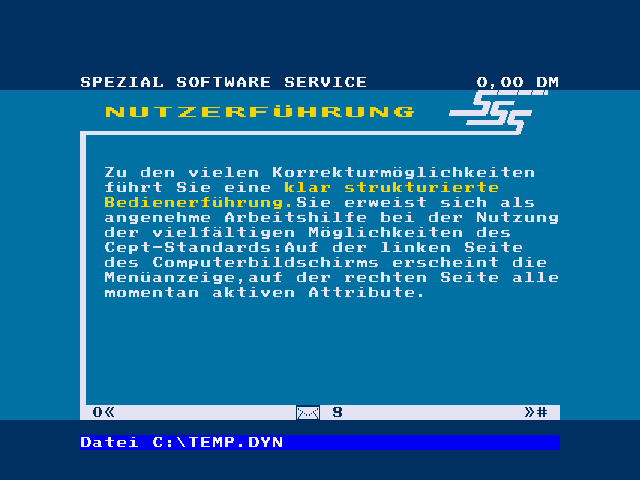 SPEZIAL SOFTWARE SERVICE 0,00 DM
NUTZERFÜHRUNG SSS
Zu den vielen Korrekturmöglichkeiten
führt Sie eine klar strukturierte
Bedienerführung.Sie erweist sich als
angenehme Arbeitshilfe bei der Nutzung
der vielfältigen Möglichkeiten des
Cept-Standards:Auf der linken Seite
des Computerbildschirms erscheint die
Menüanzeige,auf der rechten Seite alle
momentan aktiven Attribute.
0« 9 »#
Datei C:\TEMP.DYN